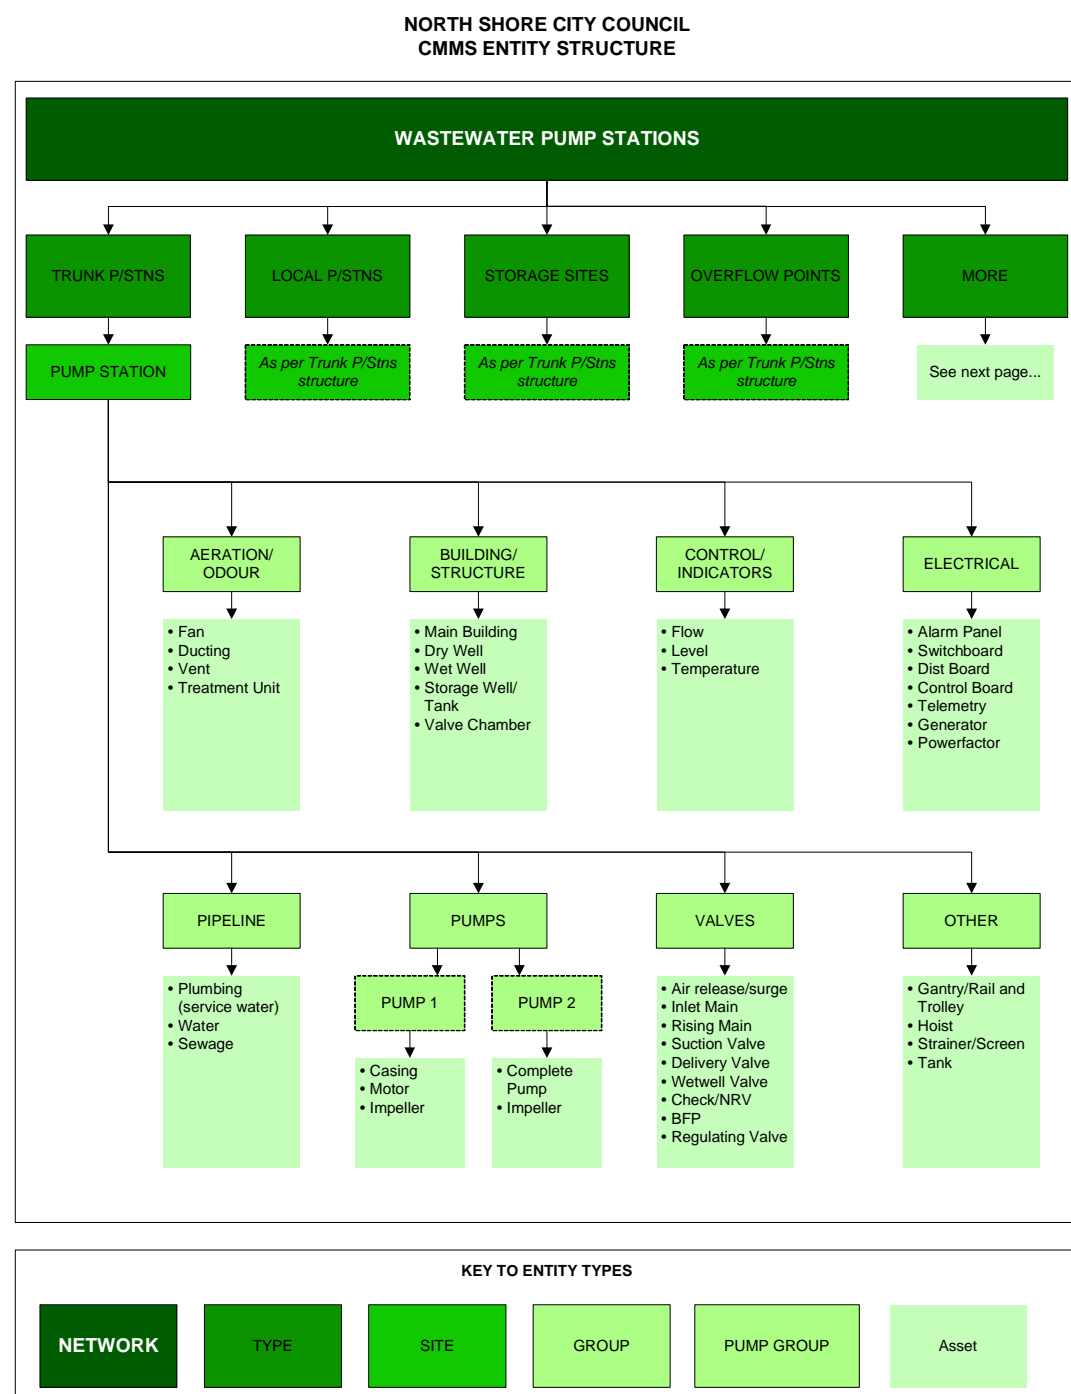 NORTH SHORE CITY COUNCIL
CMMS ENTITY STRUCTURE
WASTEWATER PUMP STATIONS
TRUNK P/STNS
LOCAL P/STNS
STORAGE SITES
OVERFLOW POINTS
MORE
PUMP STATION
As per Trunk P/Stns
structure
As per Trunk P/Stns
structure
As per Trunk P/Stns
structure
See next page...
AERATION/
ODOUR
BUILDING/
STRUCTURE
CONTROL/
INDICATORS
ELECTRICAL
• Fan
• Ducting
• Vent
• Treatment Unit
• Main Building
• Dry Well
• Wet Well
• Storage Well/
Tank
• Valve Chamber
• Flow
• Level
• Temperature
• Alarm Panel
• Switchboard
• Dist Board
• Control Board
• Telemetry
• Generator
• Powerfactor
PIPELINE
PUMPS
VALVES
OTHER
• Plumbing
(service water)
• Water
• Sewage
PUMP 1
PUMP 2
• Casing
• Motor
• Impeller
• Complete
Pump
• Impeller
• Air release/surge
• Inlet Main
• Rising Main
• Suction Valve
• Delivery Valve
• Wetwell Valve
• Check/NRV
• BFP
• Regulating Valve
• Gantry/Rail and
Trolley
• Hoist
• Strainer/Screen
• Tank
KEY TO ENTITY TYPES
NETWORK
TYPE
SITE
GROUP
PUMP GROUP
Asset